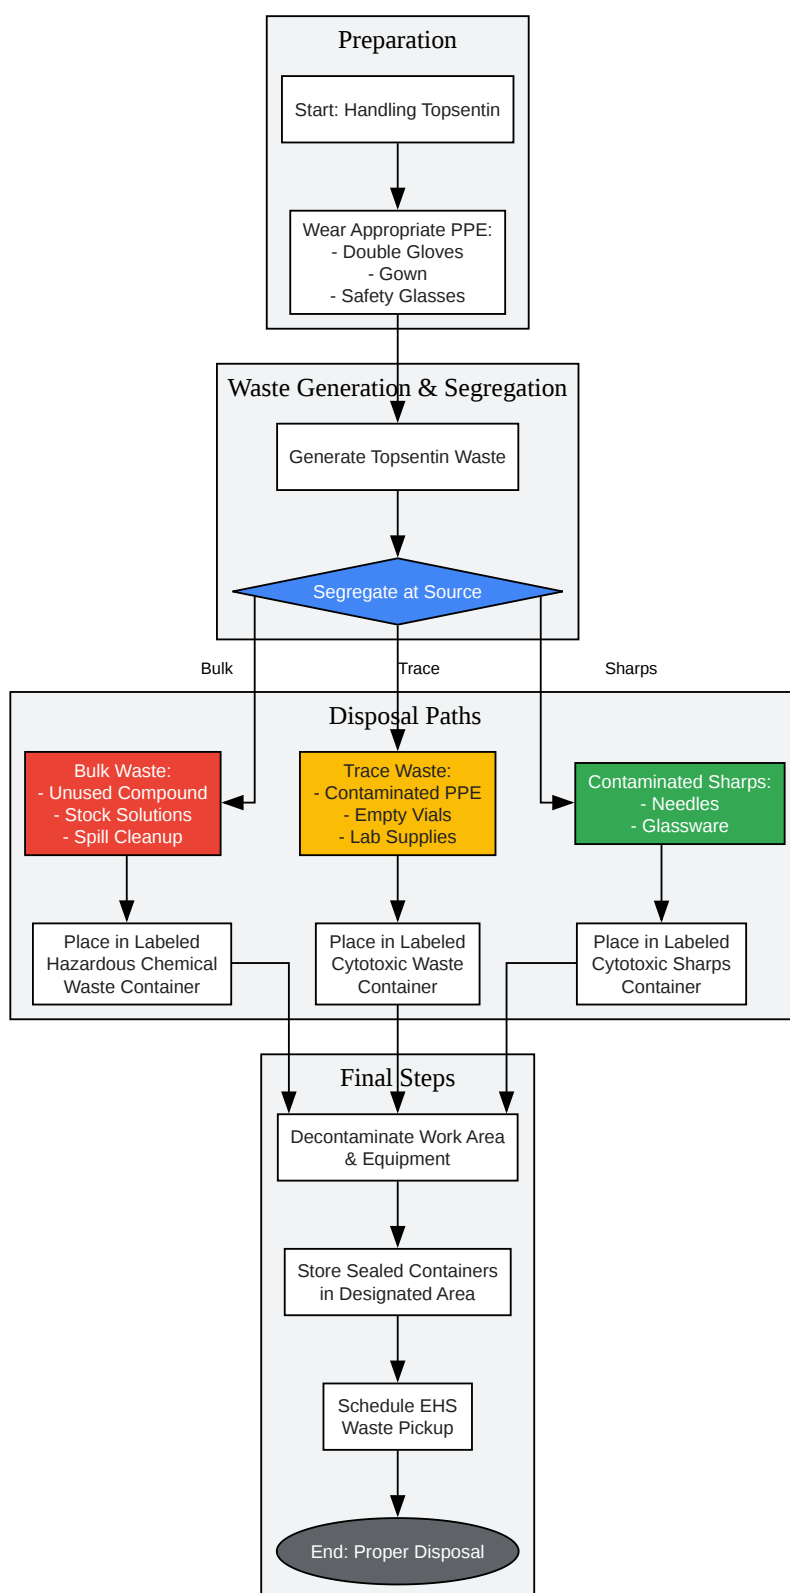 Preparation
Start: Handling Topsentin
Wear Appropriate PPE:
- Double Gloves
- Gown
- Safety Glasses
Waste Generation & Segregation
Generate Topsentin Waste
Segregate at Source
Bulk
Trace
Sharps
Disposal Paths
Bulk Waste:
- Unused Compound
- Stock Solutions
- Spill Cleanup
Trace Waste:
- Contaminated PPE
- Empty Vials
- Lab Supplies
Contaminated Sharps:
- Needles
- Glassware
Place in Labeled
Hazardous Chemical
Waste Container
Place in Labeled
Cytotoxic Waste
Container
Place in Labeled
Cytotoxic Sharps
Container
Final Steps
Decontaminate Work Area
& Equipment
Store Sealed Containers
in Designated Area
Schedule EHS
Waste Pickup
End: Proper Disposal